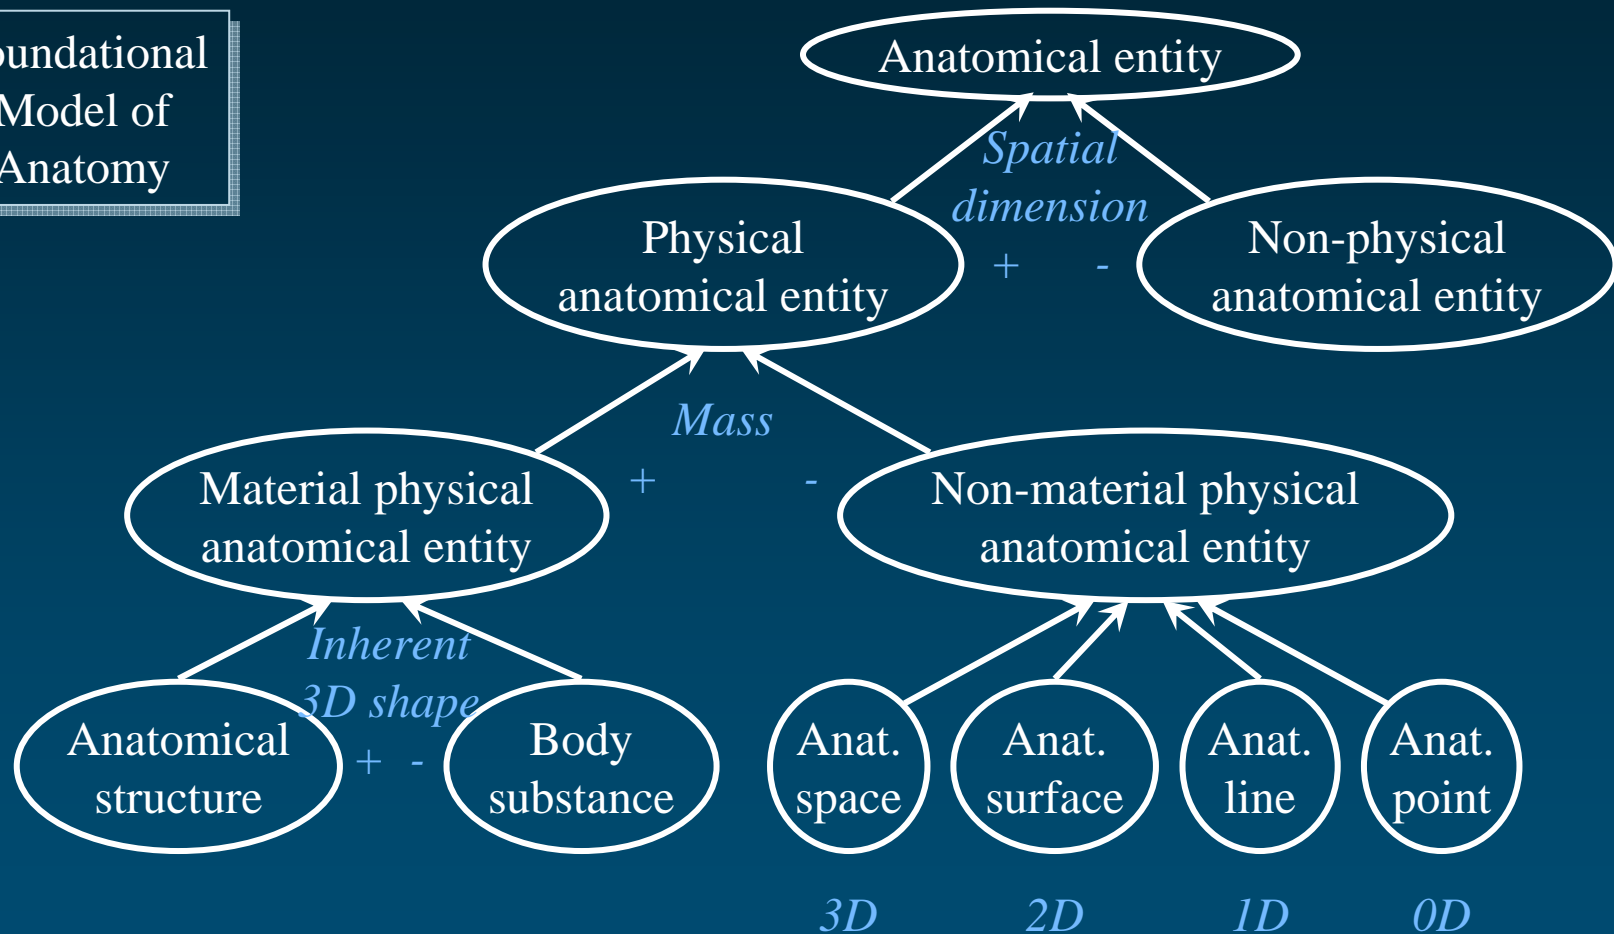 oundational
Model of
Anatomy
Anatomical entity
Spatial
dimension
+ -
Physical
anatomical entity
Non-physical
anatomical entity
Mass
+ -
Material physical
anatomical entity
Non-material physical
anatomical entity
Inherent
3D shape
+ -
Anatomical
structure
Body
substance
Anat.
space
Anat.
surface
Anat.
line
Anat.
point
3D 2D 1D 0D